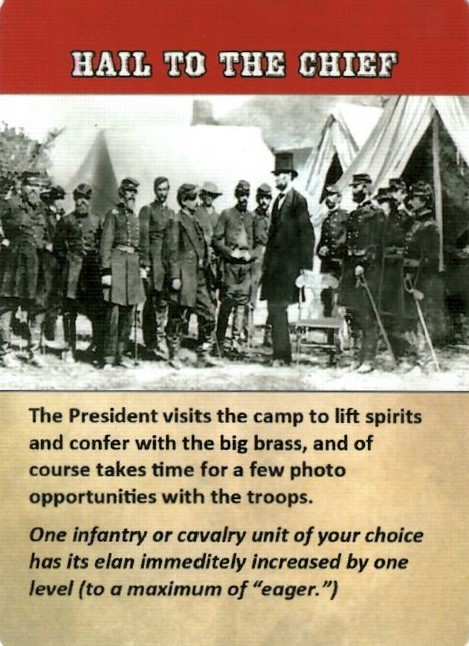 HAIL TO THE CHIEF
The President visits the camp to lift spirits
and confer with the big brass, and of
course takes time for a few photo
opportunities with the troops.
One infantry or cavalry unit of your choice
has its elan immeditely increased by one
level (to a maximum of “eager.”)